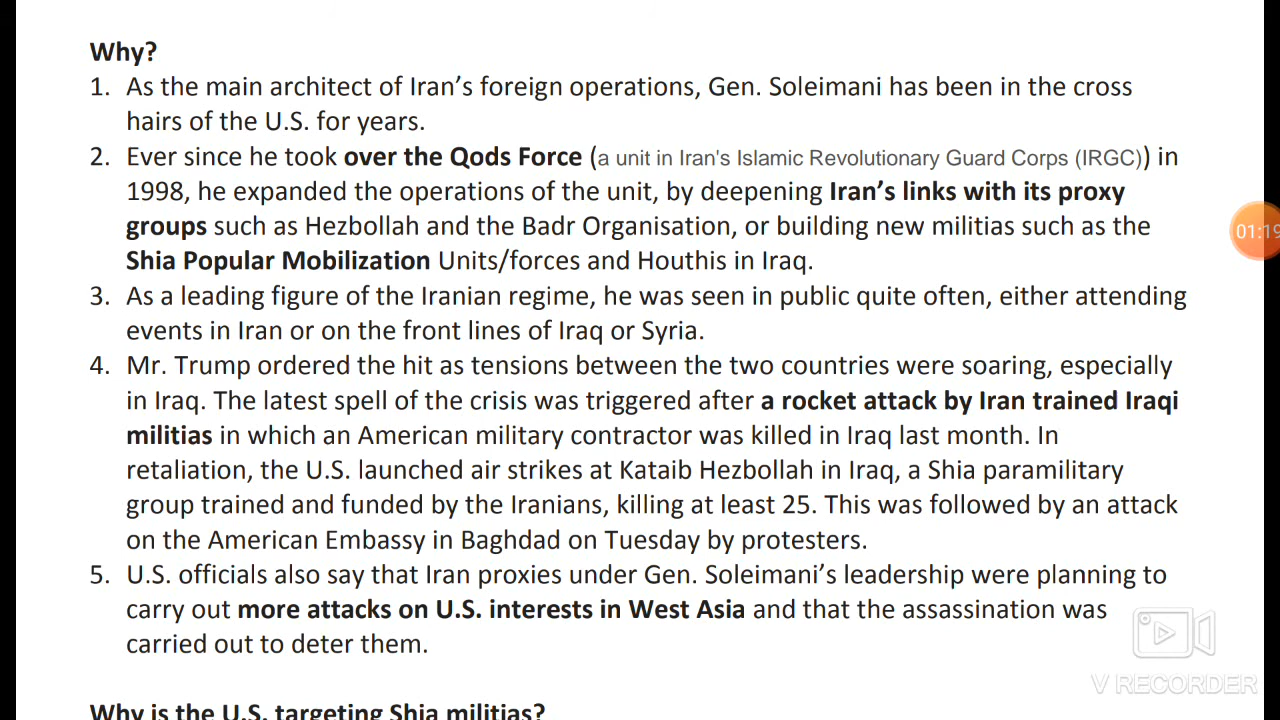 Why?
1. As the main architect of Iran’s foreign operations, Gen. Soleimani has been in the cross
hairs of the U.S. for years.
2. Ever since he took over the Qods Force (a unit in Iran's Islamic Revolutionary Guard Corps (IRGC)) in
1998, he expanded the operations of the unit, by deepening Iran’s links with its proxy
groups such as Hezbollah and the Badr Organisation, or building new militias such as the
Shia Popular Mobilization Units/forces and Houthis in Iraq.
3. As a leading figure of the Iranian regime, he was seen in public quite often, either attending
events in Iran or on the front lines of Iraq or Syria.
4. Mr. Trump ordered the hit as tensions between the two countries were soaring, especially
in Iraq. The latest spell of the crisis was triggered after a rocket attack by Iran trained Iraqi
militias in which an American military contractor was killed in Iraq last month. In
retaliation, the U.S. launched air strikes at Kataib Hezbollah in Iraq, a Shia paramilitary
group trained and funded by the Iranians, killing at least 25. This was followed by an attack
on the American Embassy in Baghdad on Tuesday by protesters.
5. U.S. officials also say that Iran proxies under Gen. Soleimani’s leadership were planning to
carry out more attacks on U.S. interests in West Asia and that the assassination was
carried out to deter them.
Why is the U.S. targeting Shia militias?
01:19
V RECORDER